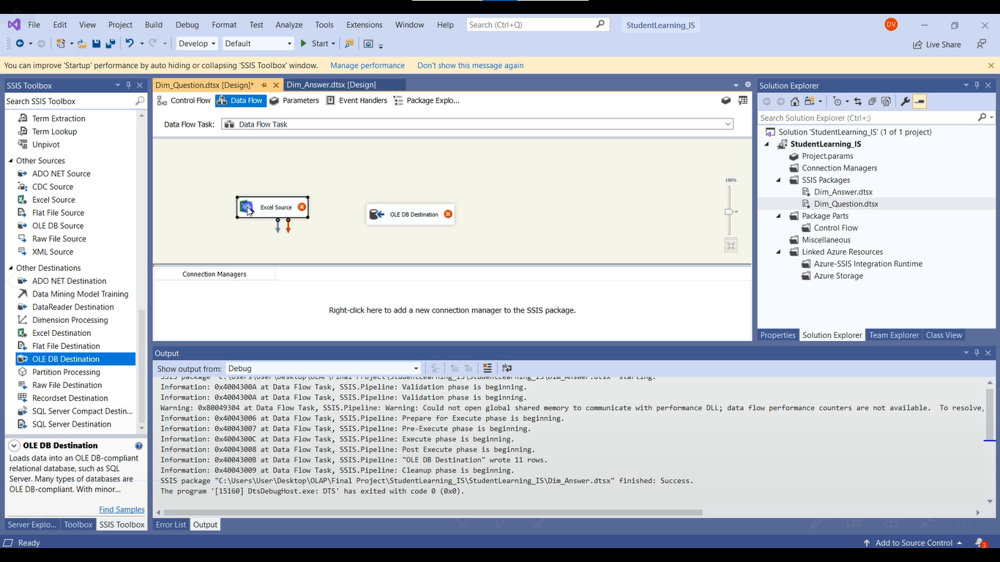 File Edit View Project Build Debug Format Test Analyze Tools Extensions Window Help Search (Ctrl+Q) StudentLearning_IS DV
Develop Default Start Live Share
You can improve 'Startup' performance by auto hiding or collapsing 'SSIS Toolbox' window. Manage performance Don't show this message again
SSIS Toolbox
Search SSIS Toolbox
Term Extraction
Term Lookup
Unpivot
Other Sources
ADO NET Source
CDC Source
Excel Source
Flat File Source
OLE DB Source
Raw File Source
XML Source
Other Destinations
ADO NET Destination
Data Mining Model Training
DataReader Destination
Dimension Processing
Excel Destination
Flat File Destination
OLE DB Destination
Partition Processing
Raw File Destination
Recordset Destination
SQL Server Compact Destin...
SQL Server Destination
OLE DB Destination
Loads data into an OLE DB-compliant
relational database, such as SQL
Server. Many types of databases are
OLE DB-compliant. With minor...
Find Samples
Server Explo... Toolbox SSIS Toolbox
Dim_Question.dtsx [Design]* Dim_Answer.dtsx [Design]
Control Flow Data Flow Parameters Event Handlers Package Explo...
Data Flow Task: Data Flow Task
100%
Excel Source
OLE DB Destination
Connection Managers
Right-click here to add a new connection manager to the SSIS package.
Solution Explorer
Search Solution Explorer (Ctrl+;)
Solution 'StudentLearning_IS' (1 of 1 project)
StudentLearning_IS
Project.params
Connection Managers
SSIS Packages
Dim_Answer.dtsx
Dim_Question.dtsx
Package Parts
Control Flow
Miscellaneous
Linked Azure Resources
Azure-SSIS Integration Runtime
Azure Storage
Properties Solution Explorer Team Explorer Class View
Output
Show output from: Debug
SSIS package "C:\Users\User\Desktop\OLAP\Final Project\StudentLearning_IS\StudentLearning_IS\Dim_Answer.dtsx" starting.
Information: 0x4004300A at Data Flow Task, SSIS.Pipeline: Validation phase is beginning.
Information: 0x4004300A at Data Flow Task, SSIS.Pipeline: Validation phase is beginning.
Warning: 0x80049304 at Data Flow Task, SSIS.Pipeline: Warning: Could not open global shared memory to communicate with performance DLL; data flow performance counters are not available.  To resolve,
Information: 0x40043006 at Data Flow Task, SSIS.Pipeline: Prepare for Execute phase is beginning.
Information: 0x40043007 at Data Flow Task, SSIS.Pipeline: Pre-Execute phase is beginning.
Information: 0x4004300C at Data Flow Task, SSIS.Pipeline: Execute phase is beginning.
Information: 0x40043008 at Data Flow Task, SSIS.Pipeline: Post Execute phase is beginning.
Information: 0x4004300B at Data Flow Task, SSIS.Pipeline: "OLE DB Destination" wrote 11 rows.
Information: 0x40043009 at Data Flow Task, SSIS.Pipeline: Cleanup phase is beginning.
SSIS package "C:\Users\User\Desktop\OLAP\Final Project\StudentLearning_IS\StudentLearning_IS\Dim_Answer.dtsx" finished: Success.
The program '[15160] DtsDebugHost.exe: DTS' has exited with code 0 (0x0).
Error List Output
Ready Add to Source Control 3